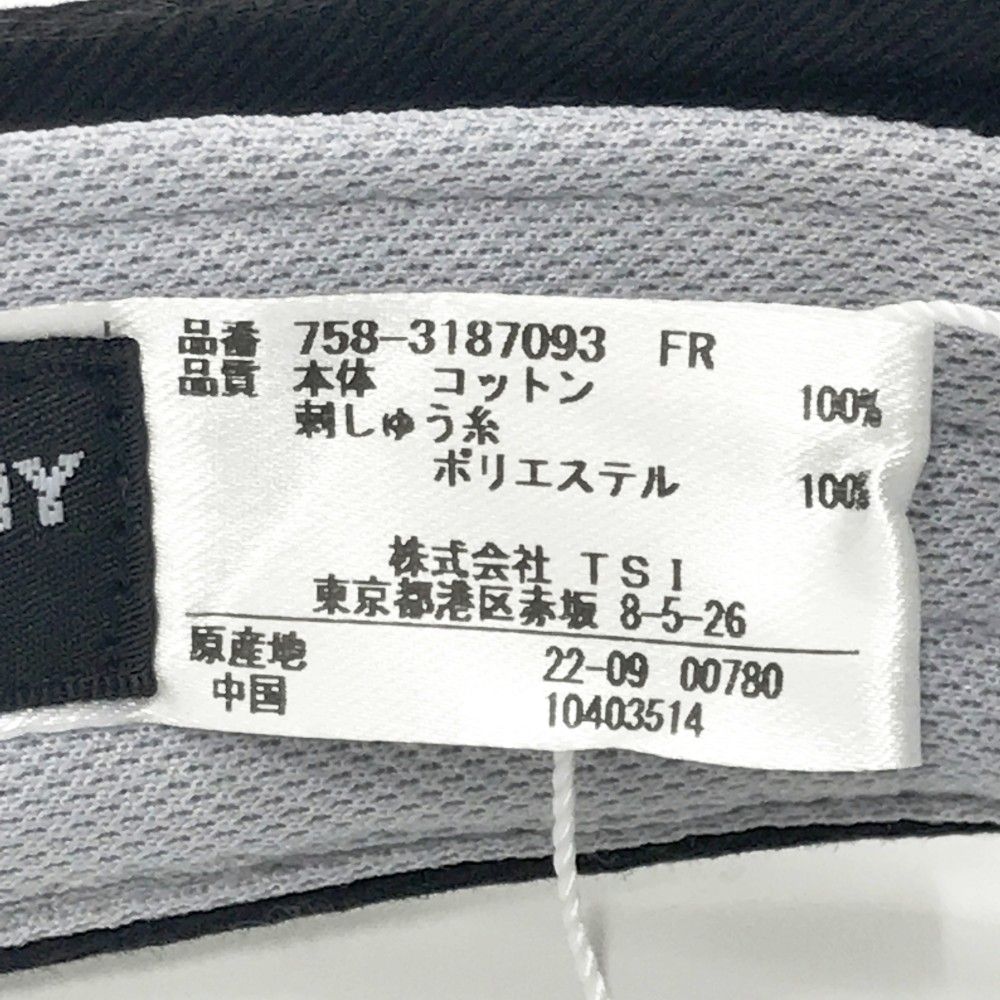 品番 758-3187093 FR
品質 本体 コットン 100%
刺しゅう糸
ポリエステル 100%
株式会社 TSI
東京都港区赤坂 8-5-26
原産地 22-09 00780
中国 10403514